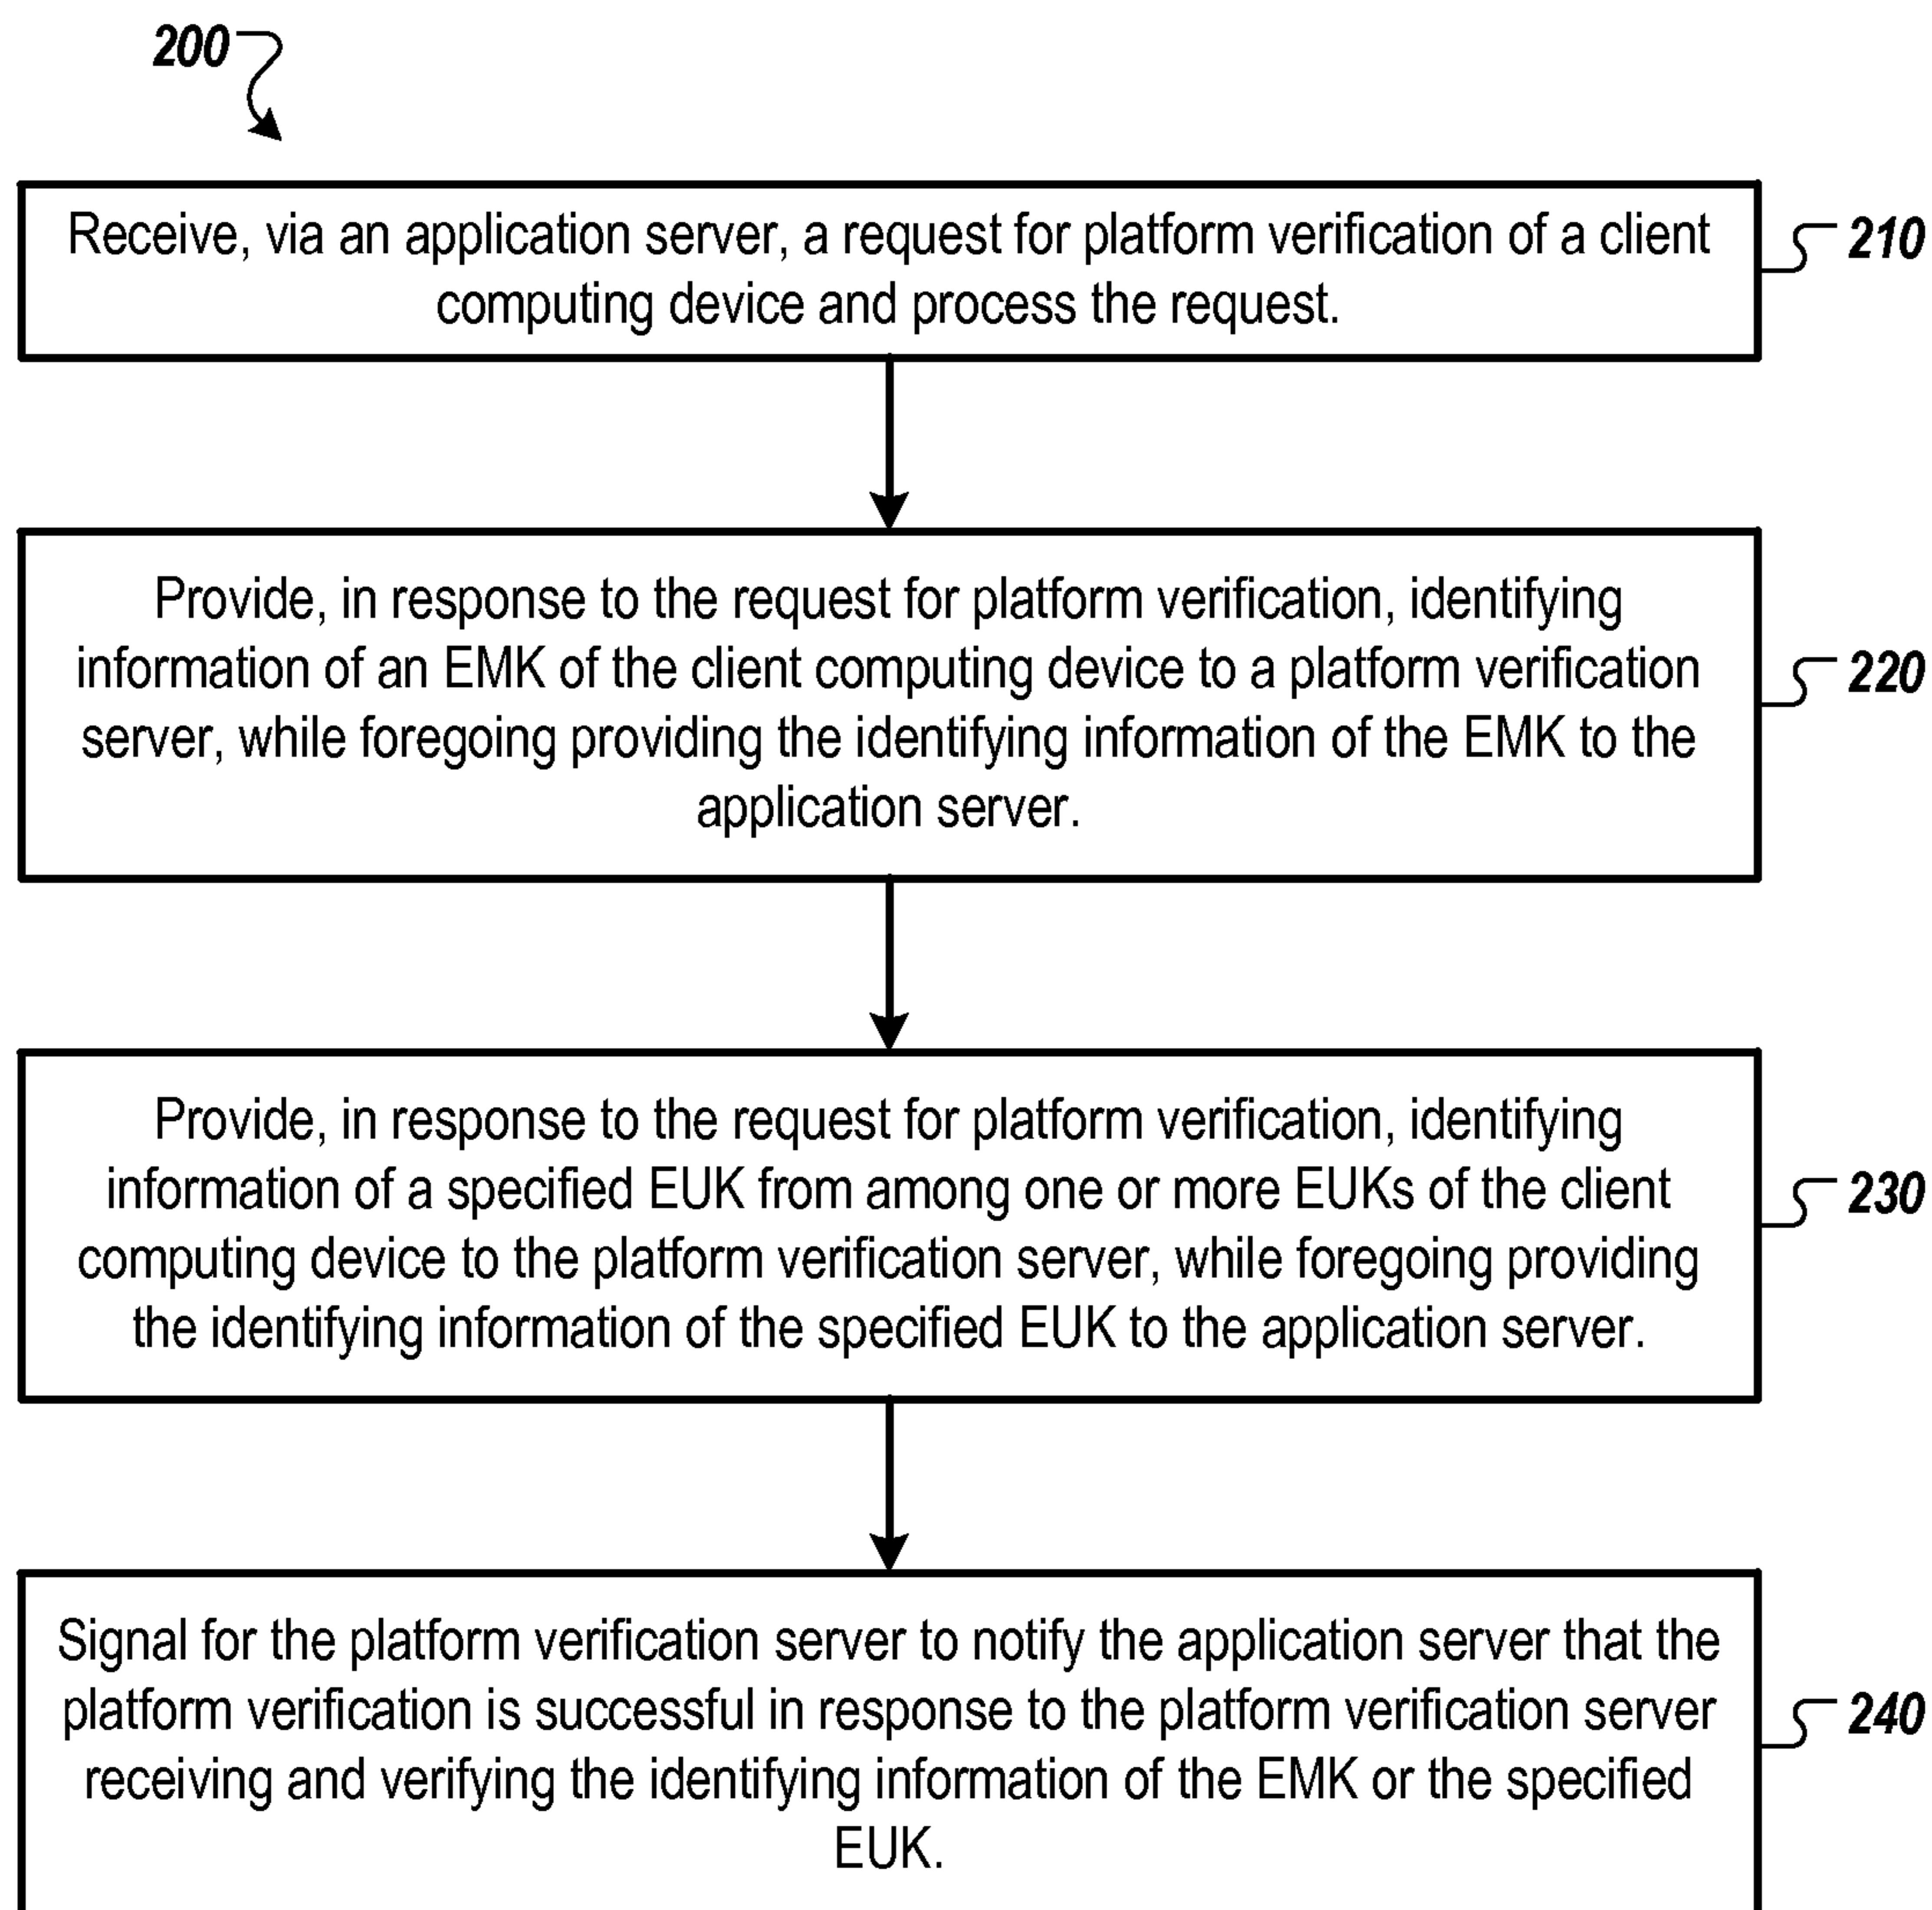 200
Receive, via an application server, a request for platform verification of a client
computing device and process the request.
210
Provide, in response to the request for platform verification, identifying
information of an EMK of the client computing device to a platform verification
server, while foregoing providing the identifying information of the EMK to the
application server.
220
Provide, in response to the request for platform verification, identifying
information of a specified EUK from among one or more EUKs of the client
computing device to the platform verification server, while foregoing providing
the identifying information of the specified EUK to the application server.
230
Signal for the platform verification server to notify the application server that the
platform verification is successful in response to the platform verification server
receiving and verifying the identifying information of the EMK or the specified
EUK.
240